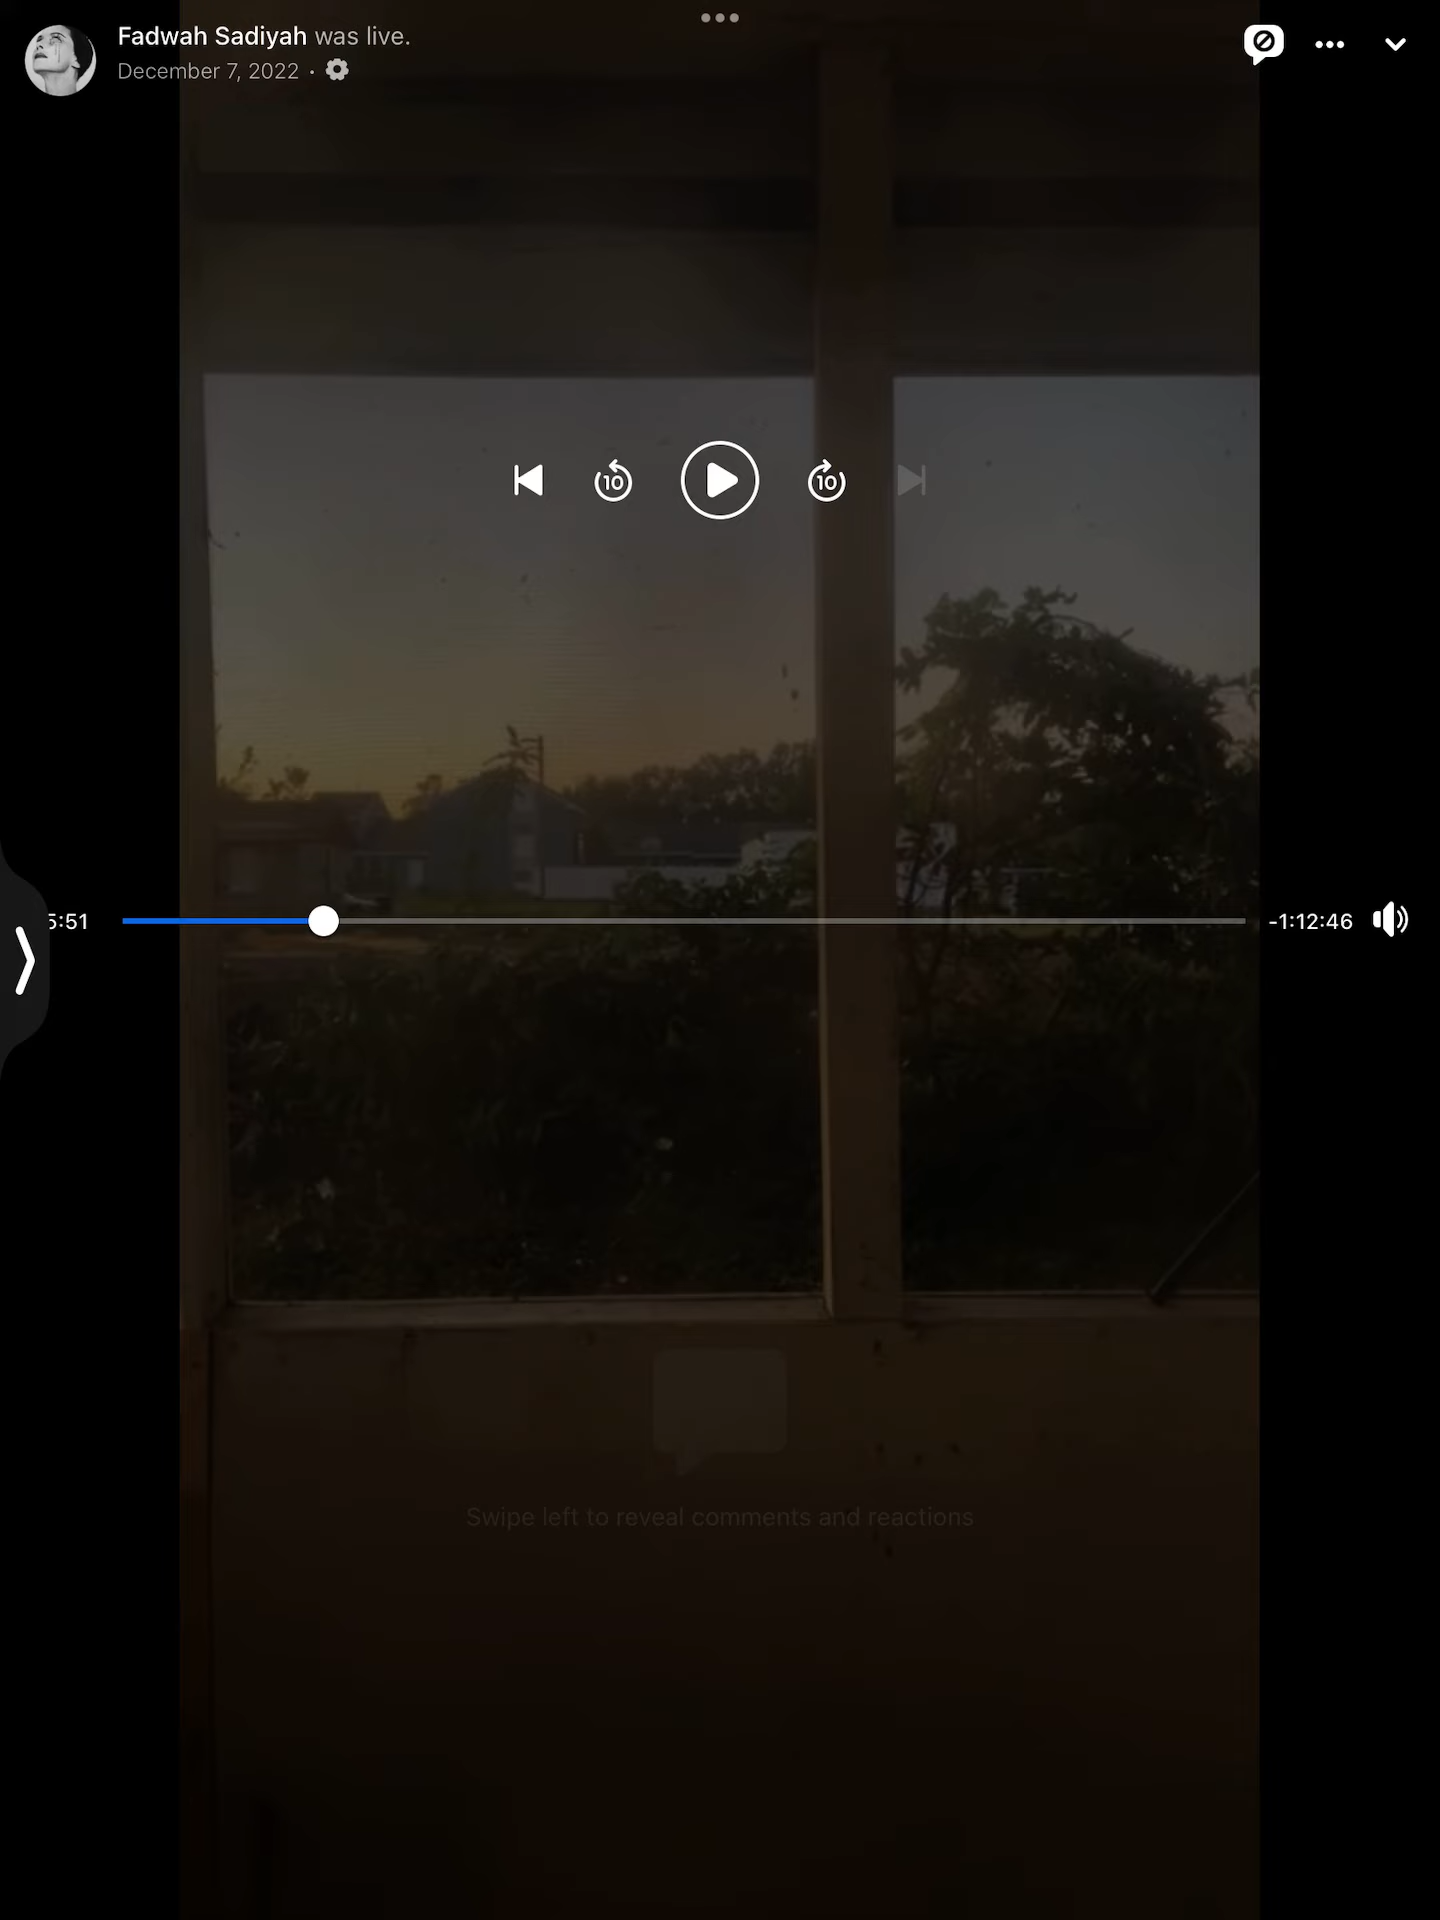 Fadwah Sadiyah was live.
December 7, 2022 ·
10
10
5:51
-1:12:46
Swipe left to reveal comments and reactions